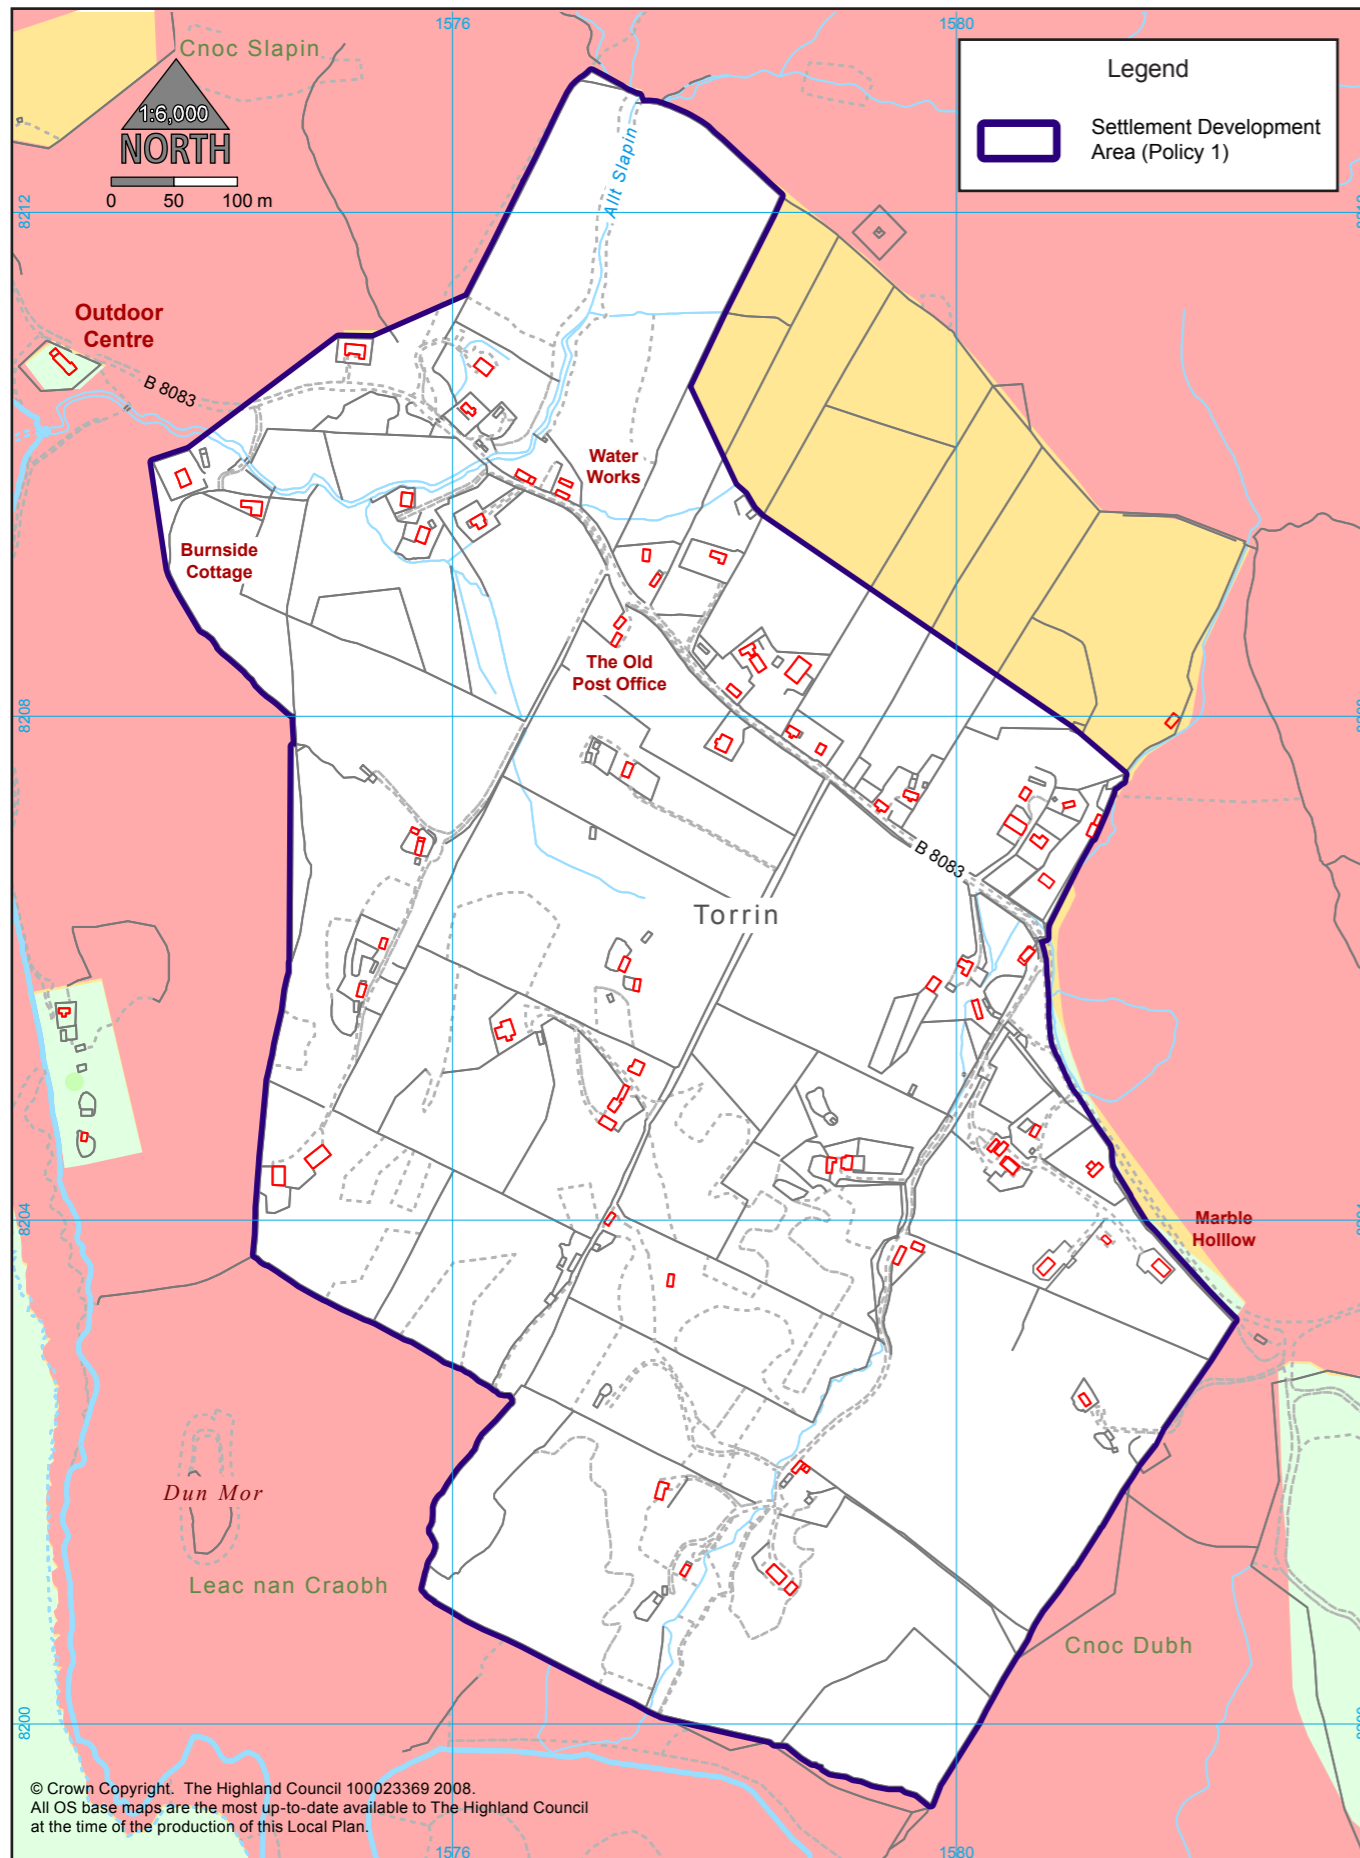 1576
1580
Cnoc Slapin
1:6,000
NORTH
0 50 100 m
Legend
Settlement Development
Area (Policy 1)
Allt Slapin
8212
Outdoor
Centre
B 8083
Water
Works
Burnside
Cottage
The Old
Post Office
8208
B 8083
Torrin
8204
Marble
Holllow
Dun Mor
Leac nan Craobh
Cnoc Dubh
8200
© Crown Copyright. The Highland Council 100023369 2008.
All OS base maps are the most up-to-date available to The Highland Council
at the time of the production of this Local Plan.
1576
1580